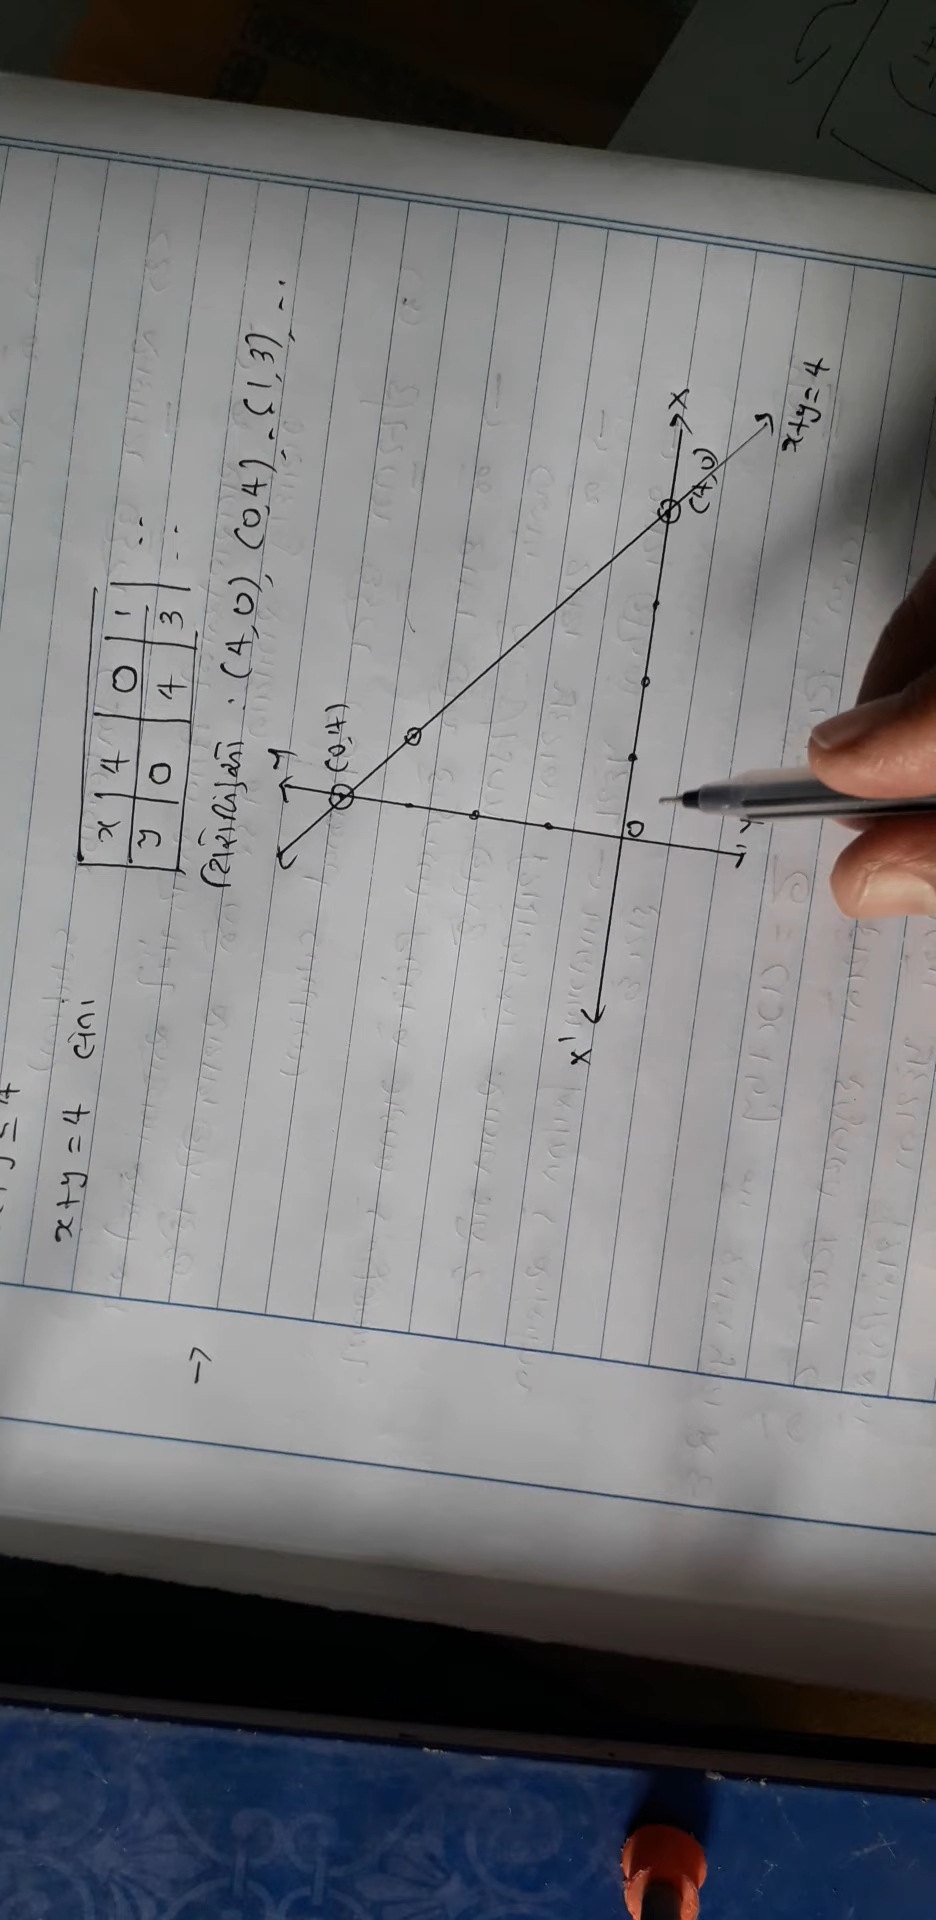 x+y=4
x 4 0 1 ..
y 0 4 3 ..
: (4,0), (0,4), (1,3), ...
Y
(0,4)
X'
O
X
(4,0)
x+y=4